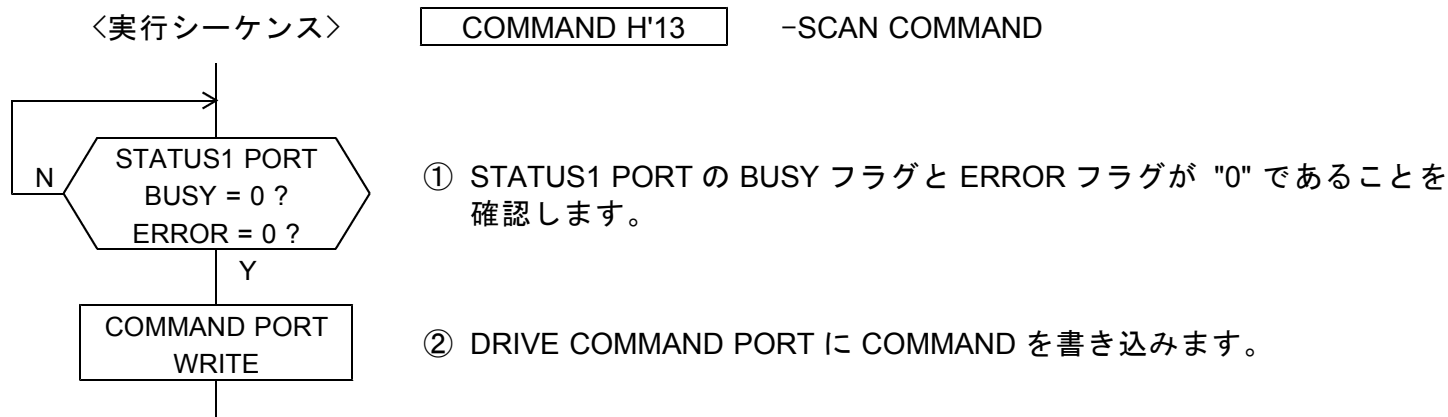 〈実行シーケンス〉 COMMAND H'13 −SCAN COMMAND
N
STATUS1 PORT
BUSY = 0 ?
ERROR = 0 ?
① STATUS1 PORT の BUSY フラグと ERROR フラグが "0" であることを
確認します。
Y
COMMAND PORT
WRITE
② DRIVE COMMAND PORT に COMMAND を書き込みます。